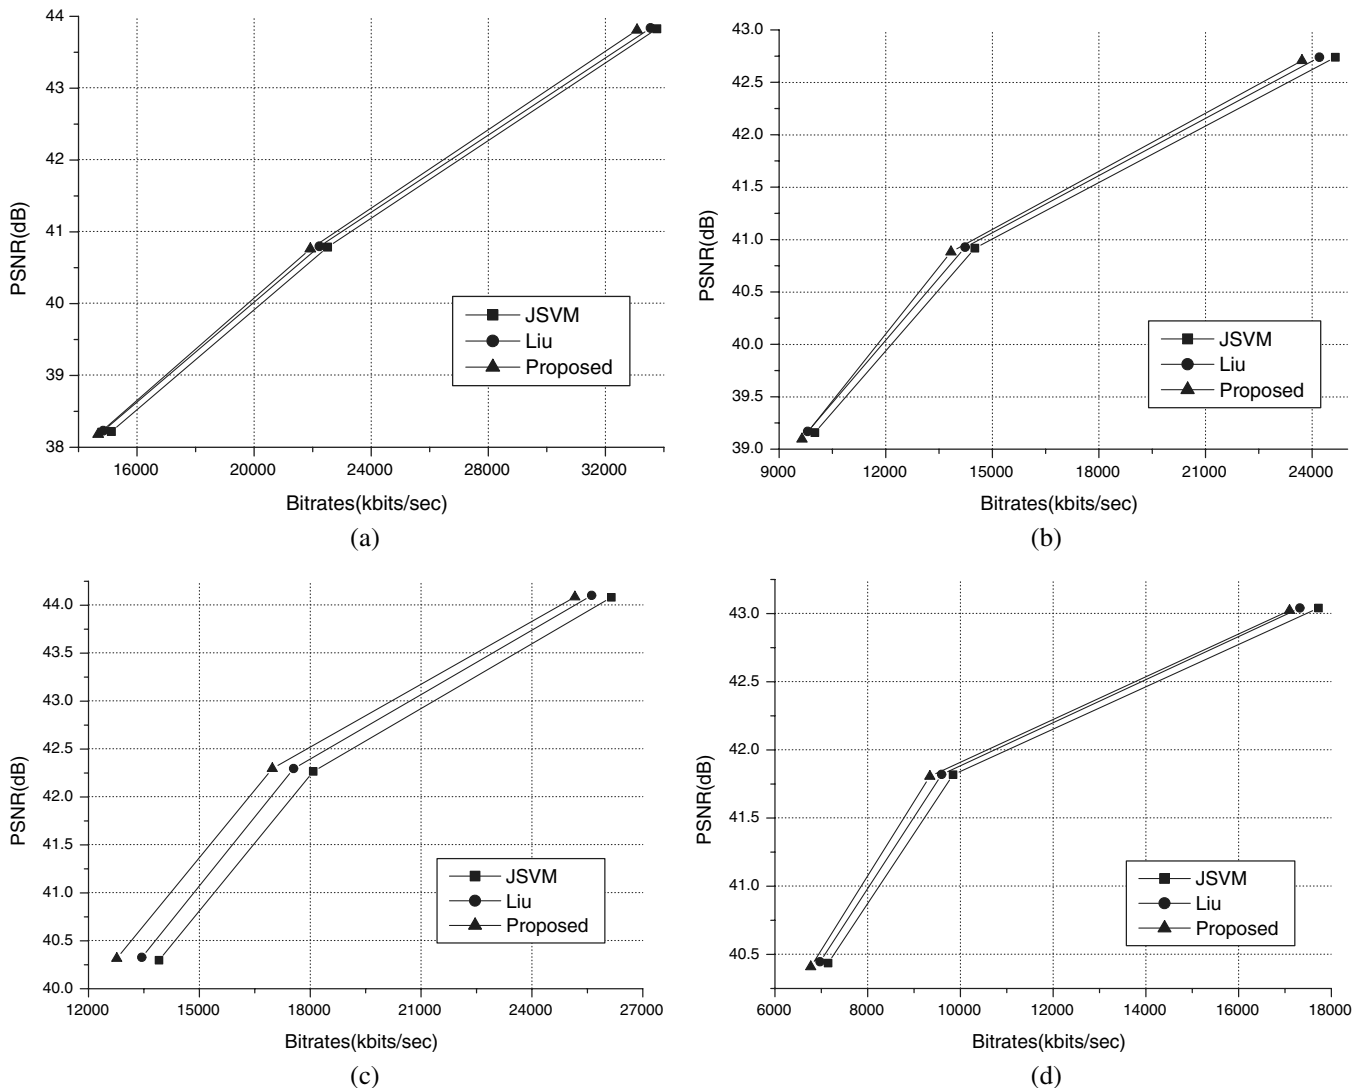 44
43
42
41
40
39
38
PSNR(dB)
16000 20000 24000 28000 32000
Bitrates(kbits/sec)
JSVM
Liu
Proposed
(a)
43.0
42.5
42.0
41.5
41.0
40.5
40.0
39.5
39.0
PSNR(dB)
9000 12000 15000 18000 21000 24000
Bitrates(kbits/sec)
JSVM
Liu
Proposed
(b)
44.0
43.5
43.0
42.5
42.0
41.5
41.0
40.5
40.0
PSNR(dB)
12000 15000 18000 21000 24000 27000
Bitrates(kbits/sec)
JSVM
Liu
Proposed
(c)
43.0
42.5
42.0
41.5
41.0
40.5
PSNR(dB)
6000 8000 10000 12000 14000 16000 18000
Bitrates(kbits/sec)
JSVM
Liu
Proposed
(d)